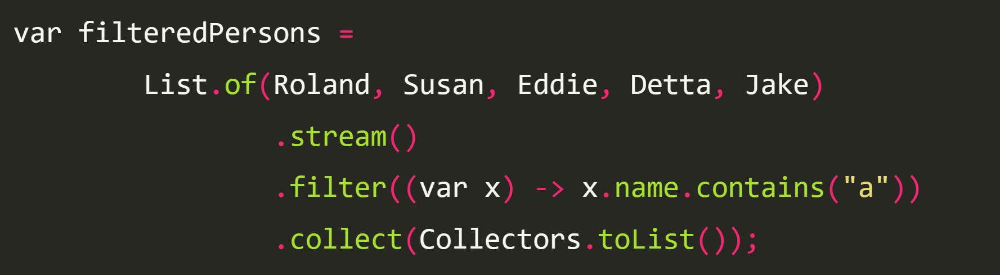 var filteredPersons =
List.of(Roland, Susan, Eddie, Detta, Jake)
.stream()
.filter((var x) -> x.name.contains("a"))
.collect(Collectors.toList());